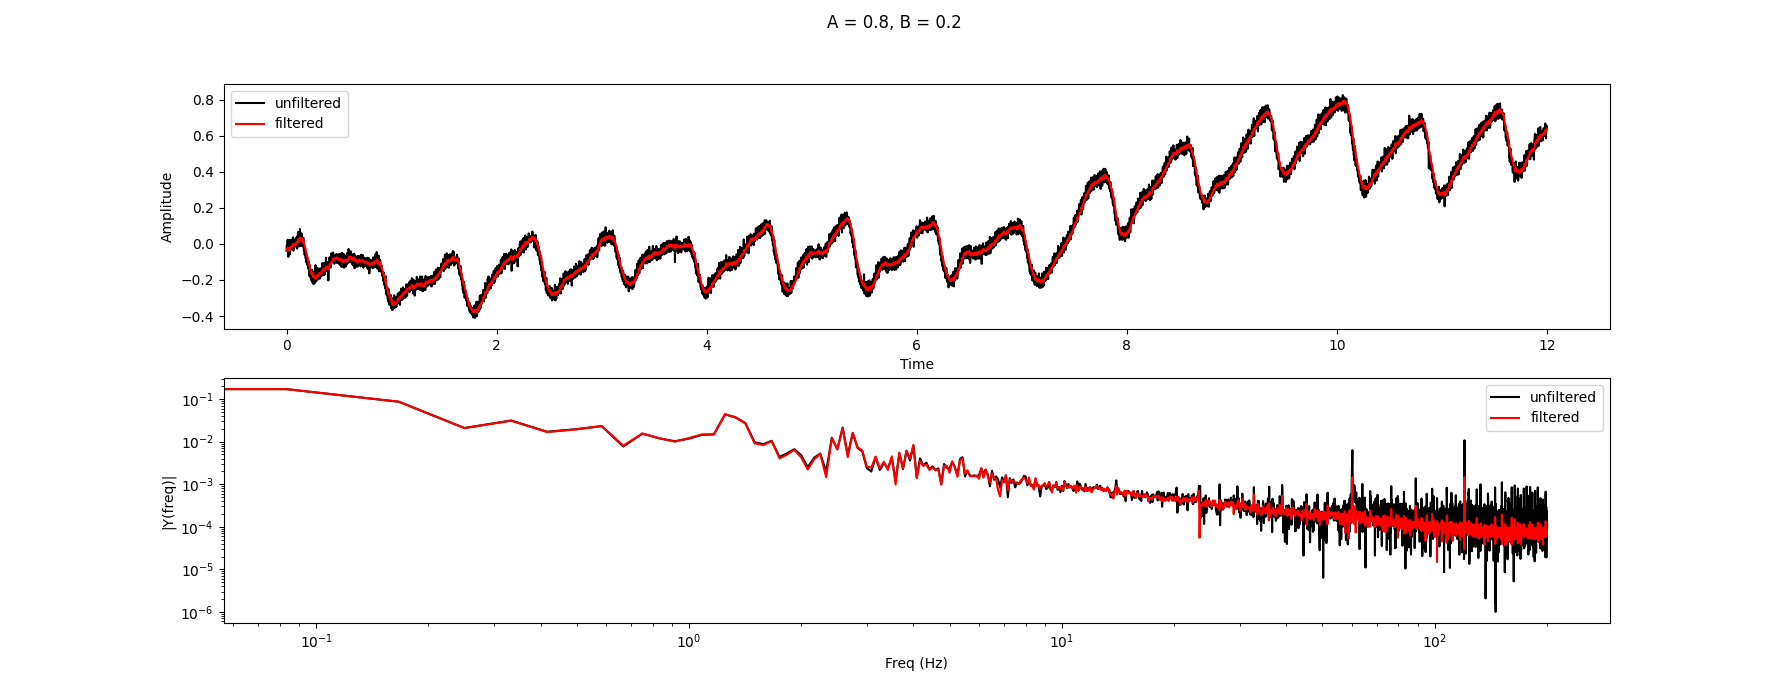 A = 0.8, B = 0.2
unfiltered
filtered
0.8
0.6
0.4
0.2
0.0
−0.2
−0.4
Amplitude
0 2 4 6 8 10 12
Time
unfiltered
filtered
10⁻¹
10⁻²
10⁻³
10⁻⁴
10⁻⁵
10⁻⁶
|Y(freq)|
10⁻¹ 10⁰ 10¹ 10²
Freq (Hz)